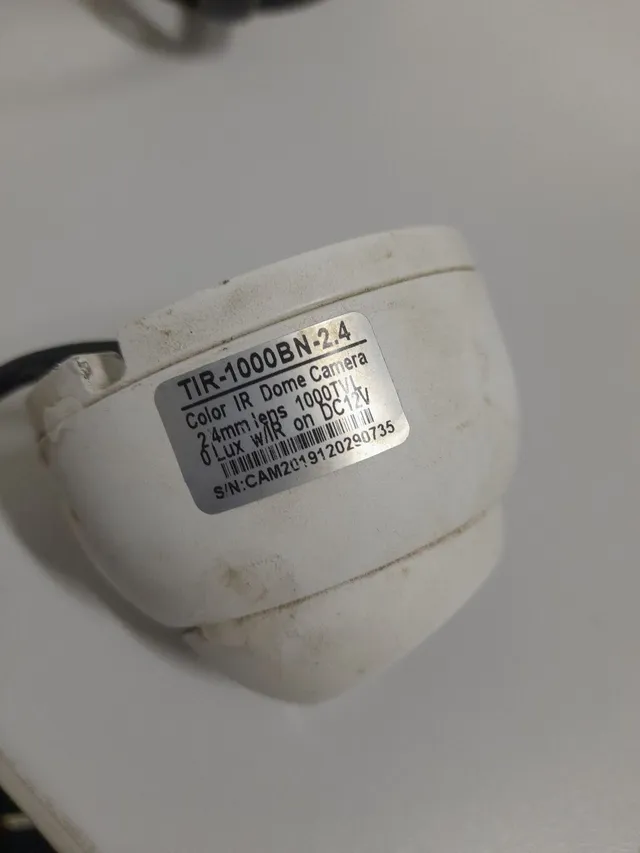 TIR-1000BN-2.4
Color IR Dome Camera
2.4mm lens 1000TVL
0 Lux w/IR on DC12V
S/N:CAM2019120290735